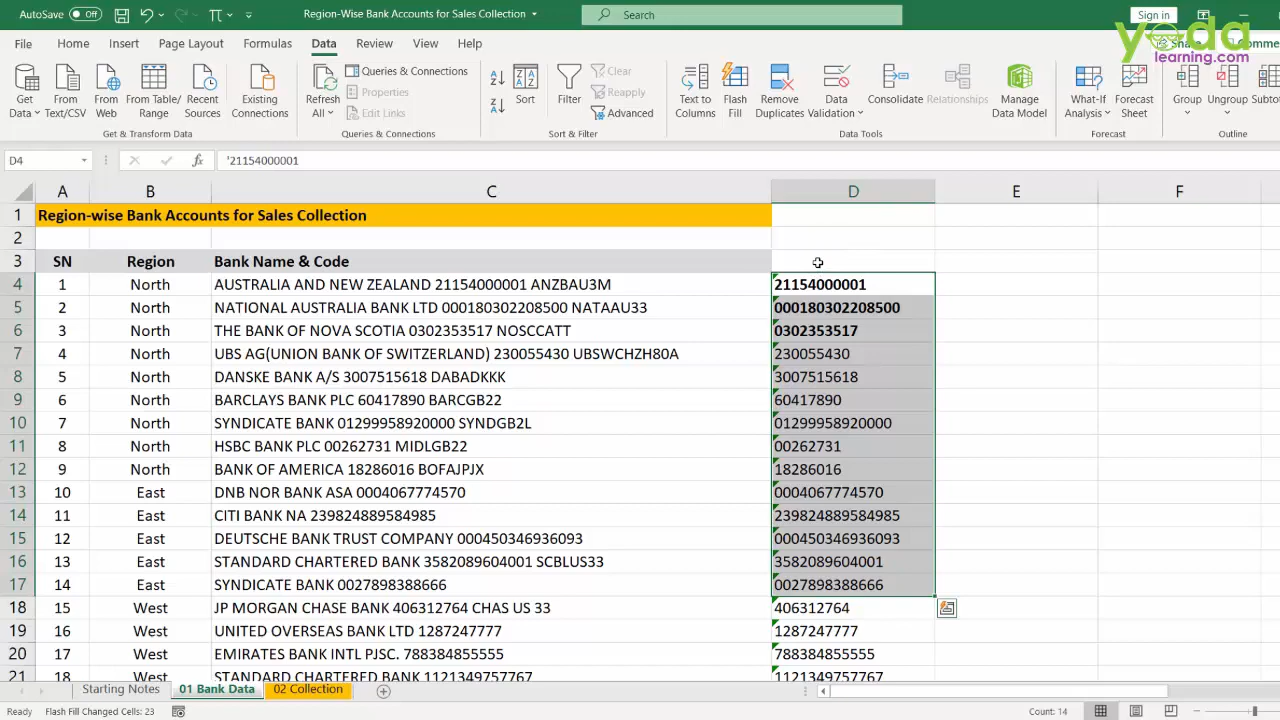 AutoSave Off Region-Wise Bank Accounts for Sales Collection Search Sign in
yoda
learning.com
File Home Insert Page Layout Formulas Data Review View Help
Get Data From Text/CSV From Web From Table/ Range Recent Sources Existing Connections Refresh All Queries & Connections Properties Edit Links Sort Filter Clear Reapply Advanced Text to Columns Flash Fill Remove Duplicates Data Validation Consolidate Relationships Manage Data Model What-If Analysis Forecast Sheet Group Ungroup
Get & Transform Data Queries & Connections Sort & Filter Data Tools Forecast Outline
D4 fx '21154000001
A B C D E F
1 Region-wise Bank Accounts for Sales Collection
2
3 SN Region Bank Name & Code
4 1 North AUSTRALIA AND NEW ZEALAND 21154000001 ANZBAU3M 21154000001
5 2 North NATIONAL AUSTRALIA BANK LTD 000180302208500 NATAAU33 000180302208500
6 3 North THE BANK OF NOVA SCOTIA 0302353517 NOSCCATT 0302353517
7 4 North UBS AG(UNION BANK OF SWITZERLAND) 230055430 UBSWCHZH80A 230055430
8 5 North DANSKE BANK A/S 3007515618 DABADKKK 3007515618
9 6 North BARCLAYS BANK PLC 60417890 BARCGB22 60417890
10 7 North SYNDICATE BANK 01299958920000 SYNDGB2L 01299958920000
11 8 North HSBC BANK PLC 00262731 MIDLGB22 00262731
12 9 North BANK OF AMERICA 18286016 BOFAJPJX 18286016
13 10 East DNB NOR BANK ASA 0004067774570 0004067774570
14 11 East CITI BANK NA 239824889584985 239824889584985
15 12 East DEUTSCHE BANK TRUST COMPANY 000450346936093 000450346936093
16 13 East STANDARD CHARTERED BANK 3582089604001 SCBLUS33 3582089604001
17 14 East SYNDICATE BANK 0027898388666 0027898388666
18 15 West JP MORGAN CHASE BANK 406312764 CHAS US 33 406312764
19 16 West UNITED OVERSEAS BANK LTD 1287247777 1287247777
20 17 West EMIRATES BANK INTL PJSC. 788384855555 788384855555
21 18 West STANDARD CHARTERED BANK 1121349757767 1121349757767
Starting Notes 01 Bank Data 02 Collection
Ready Flash Fill Changed Cells: 23 Count: 14